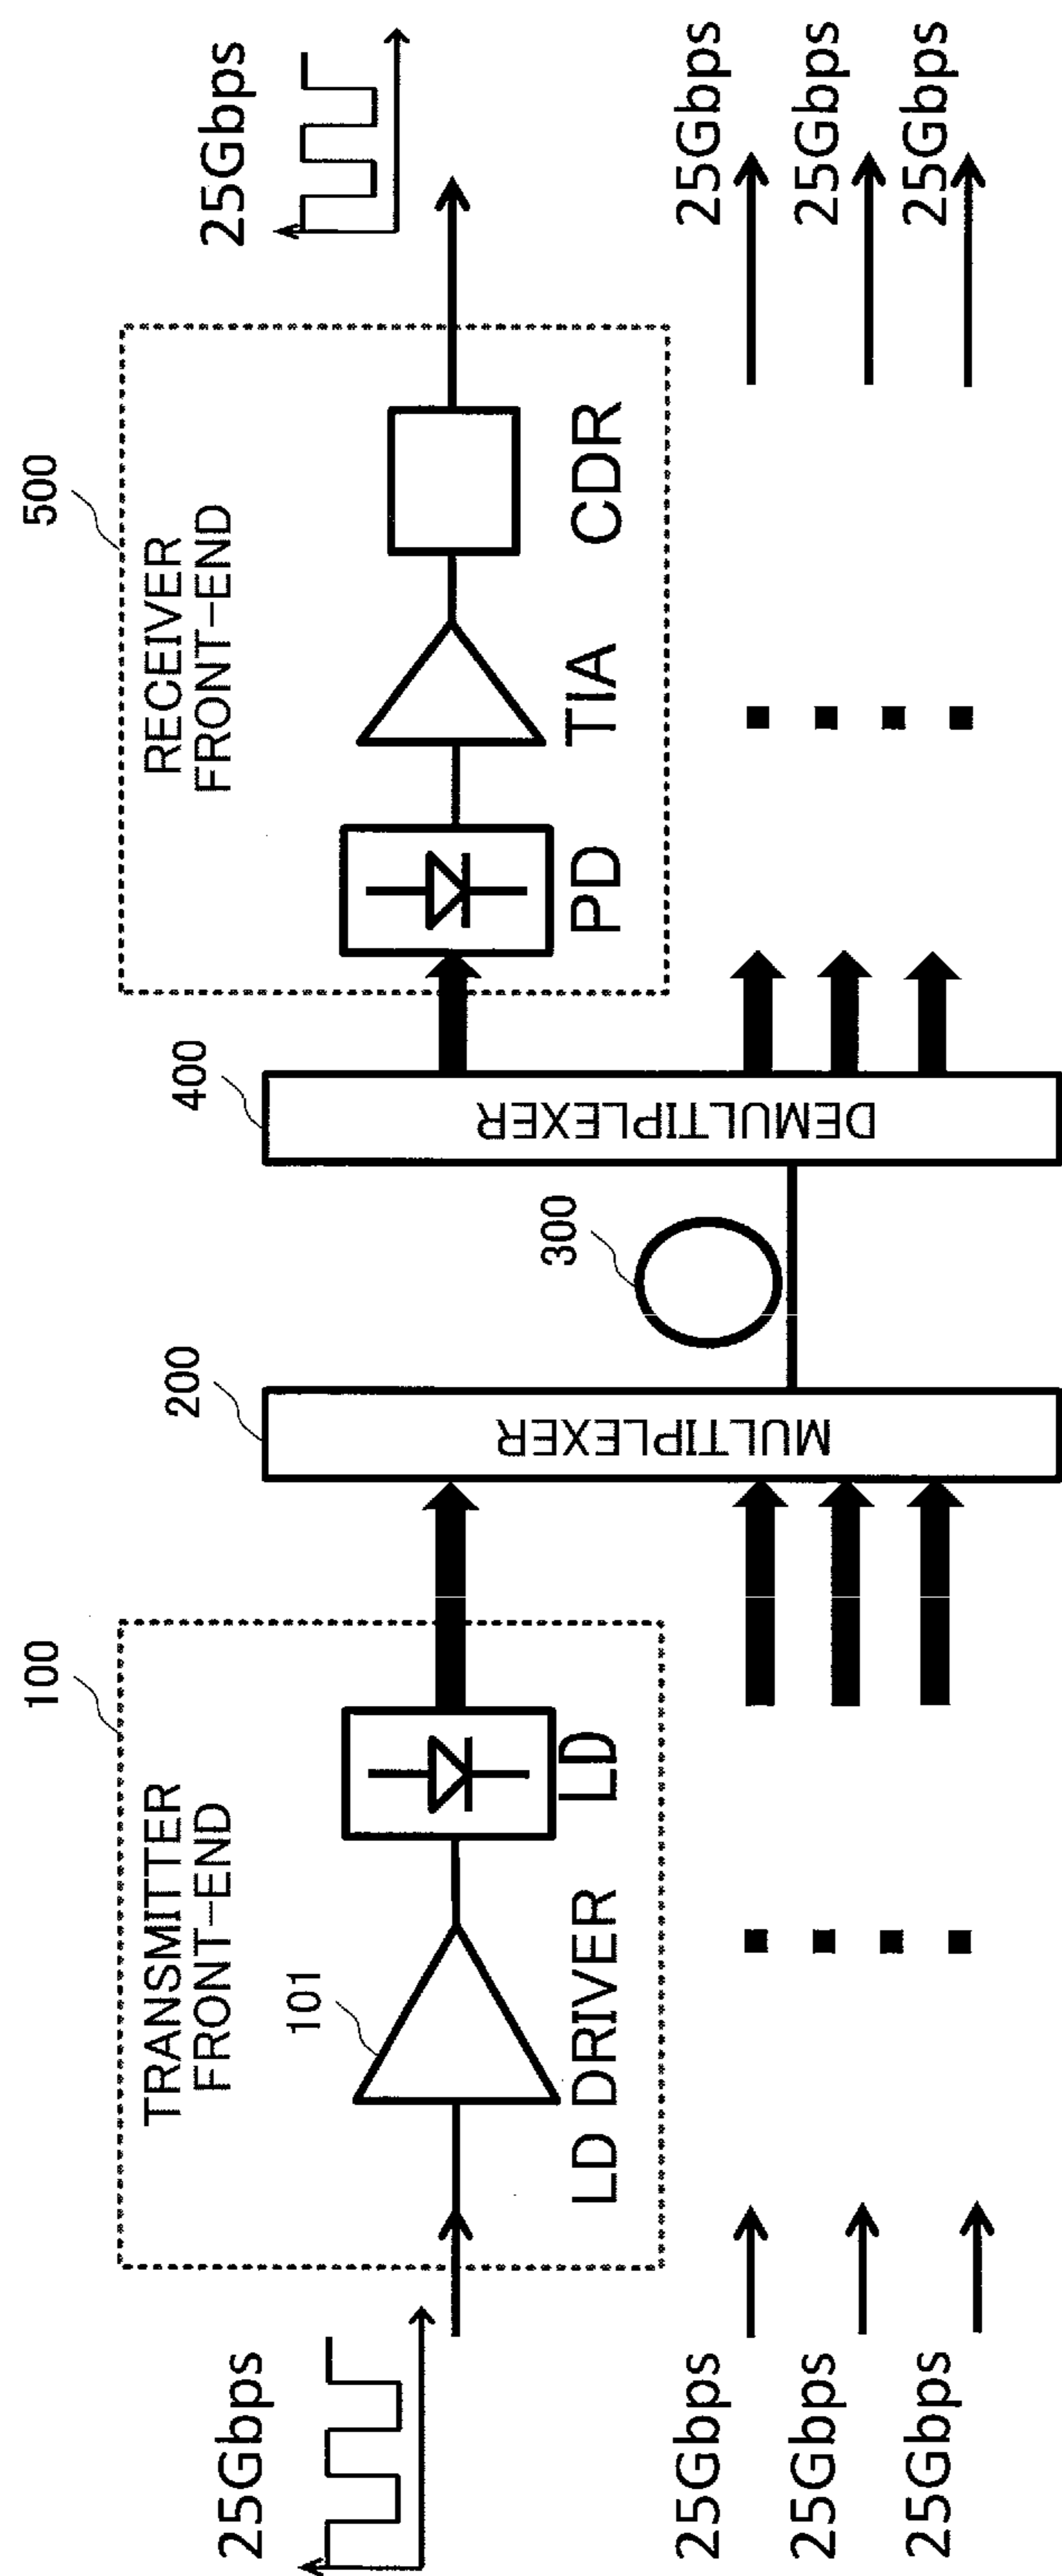 25Gbps
100
TRANSMITTER
FRONT-END
101
LD DRIVER
LD
200
MULTIPLEXER
300
400
DEMULTIPLEXER
500
RECEIVER
FRONT-END
PD
TIA
CDR
25Gbps
25Gbps
25Gbps
25Gbps
25Gbps
25Gbps
25Gbps